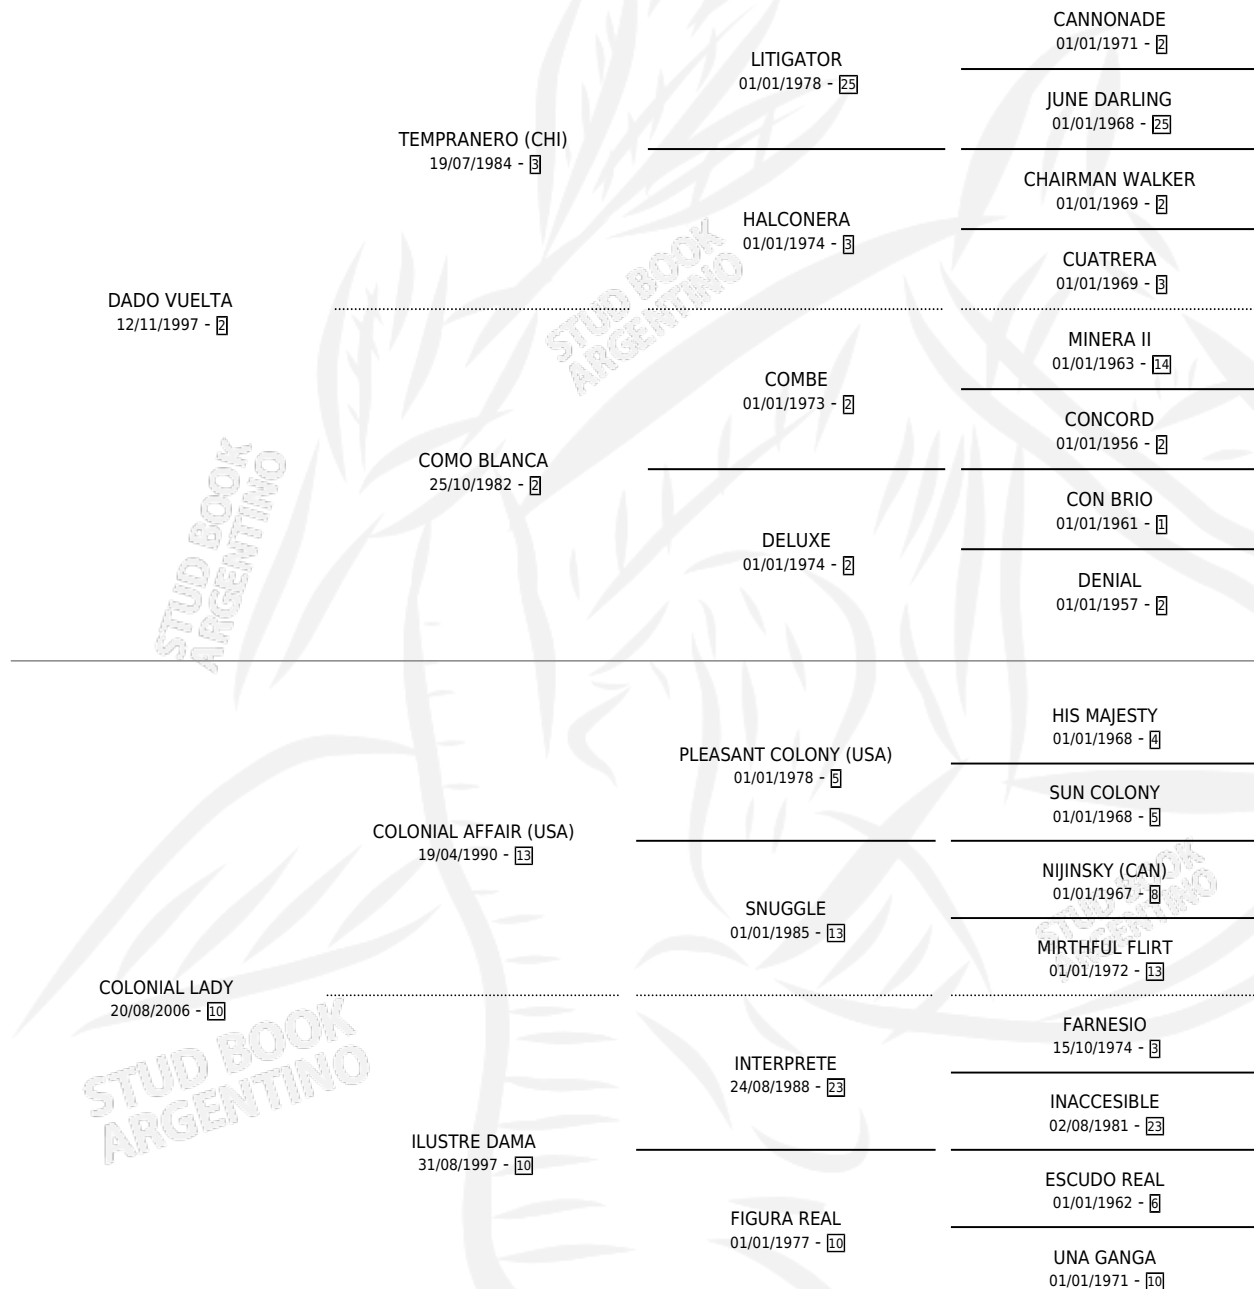 DADO VUELTA
12/11/1997 - 2
TEMPRANERO (CHI)
19/07/1984 - 3
LITIGATOR
01/01/1978 - 25
CANNONADE
01/01/1971 - 2
JUNE DARLING
01/01/1968 - 25
HALCONERA
01/01/1974 - 3
CHAIRMAN WALKER
01/01/1969 - 2
CUATRERA
01/01/1969 - 3
COMO BLANCA
25/10/1982 - 2
COMBE
01/01/1973 - 2
MINERA II
01/01/1963 - 14
CONCORD
01/01/1956 - 2
DELUXE
01/01/1974 - 2
CON BRIO
01/01/1961 - 1
DENIAL
01/01/1957 - 2
COLONIAL LADY
20/08/2006 - 10
COLONIAL AFFAIR (USA)
19/04/1990 - 13
PLEASANT COLONY (USA)
01/01/1978 - 5
HIS MAJESTY
01/01/1968 - 4
SUN COLONY
01/01/1968 - 5
SNUGGLE
01/01/1985 - 13
NIJINSKY (CAN)
01/01/1967 - 8
MIRTHFUL FLIRT
01/01/1972 - 13
ILUSTRE DAMA
31/08/1997 - 10
INTERPRETE
24/08/1988 - 23
FARNESIO
15/10/1974 - 3
INACCESIBLE
02/08/1981 - 23
FIGURA REAL
01/01/1977 - 10
ESCUDO REAL
01/01/1962 - 6
UNA GANGA
01/01/1971 - 10
STUD BOOK
ARGENTINO
STUD BOOK
ARGENTINO
STUD BOOK
ARGENTINO
STUD BOOK
ARGENTINO